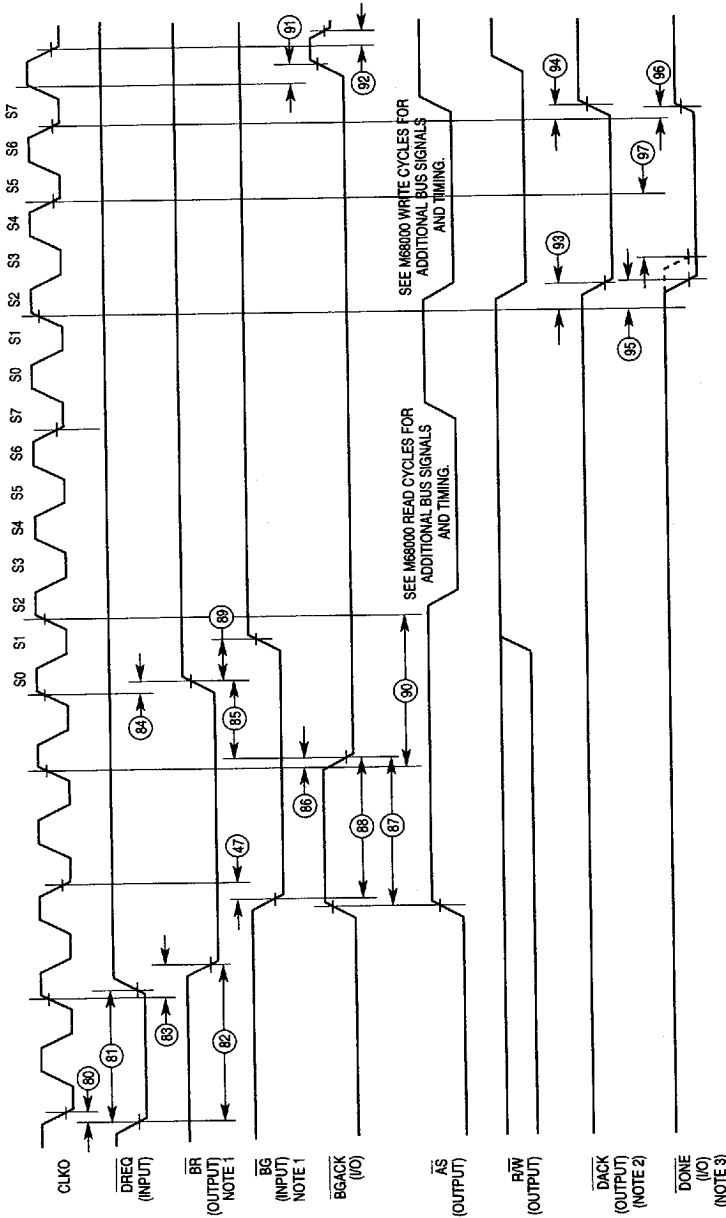 S0 S1 S2 S3 S4 S5 S6 S7 S0 S1 S2 S3 S4 S5 S6 S7
CLKO
80
DREQ
(INPUT)
81
83
84
BR
(OUTPUT)
NOTE 1
82
47
85
89
BG
(INPUT)
NOTE 1
86
91
BGACK
(I/O)
88
92
87
90
AS
(OUTPUT)
SEE M68000 READ CYCLES FOR
ADDITIONAL BUS SIGNALS
AND TIMING.
SEE M68000 WRITE CYCLES FOR
ADDITIONAL BUS SIGNALS
AND TIMING.
R/W
(OUTPUT)
93
94
DACK
(OUTPUT)
(NOTE 2)
95
97
96
DONE
(I/O)
(NOTE 3)